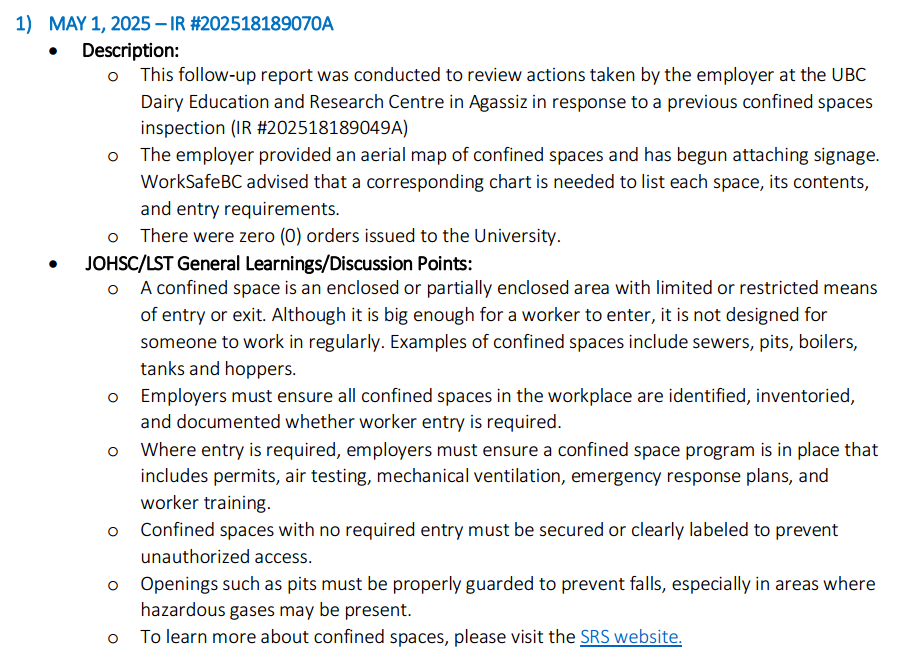 1) MAY 1, 2025 – IR #202518189070A
• Description:
o This follow-up report was conducted to review actions taken by the employer at the UBC
Dairy Education and Research Centre in Agassiz in response to a previous confined spaces
inspection (IR #202518189049A)
o The employer provided an aerial map of confined spaces and has begun attaching signage.
WorkSafeBC advised that a corresponding chart is needed to list each space, its contents,
and entry requirements.
o There were zero (0) orders issued to the University.
• JOHSC/LST General Learnings/Discussion Points:
o A confined space is an enclosed or partially enclosed area with limited or restricted means
of entry or exit. Although it is big enough for a worker to enter, it is not designed for
someone to work in regularly. Examples of confined spaces include sewers, pits, boilers,
tanks and hoppers.
o Employers must ensure all confined spaces in the workplace are identified, inventoried,
and documented whether worker entry is required.
o Where entry is required, employers must ensure a confined space program is in place that
includes permits, air testing, mechanical ventilation, emergency response plans, and
worker training.
o Confined spaces with no required entry must be secured or clearly labeled to prevent
unauthorized access.
o Openings such as pits must be properly guarded to prevent falls, especially in areas where
hazardous gases may be present.
o To learn more about confined spaces, please visit the SRS website.